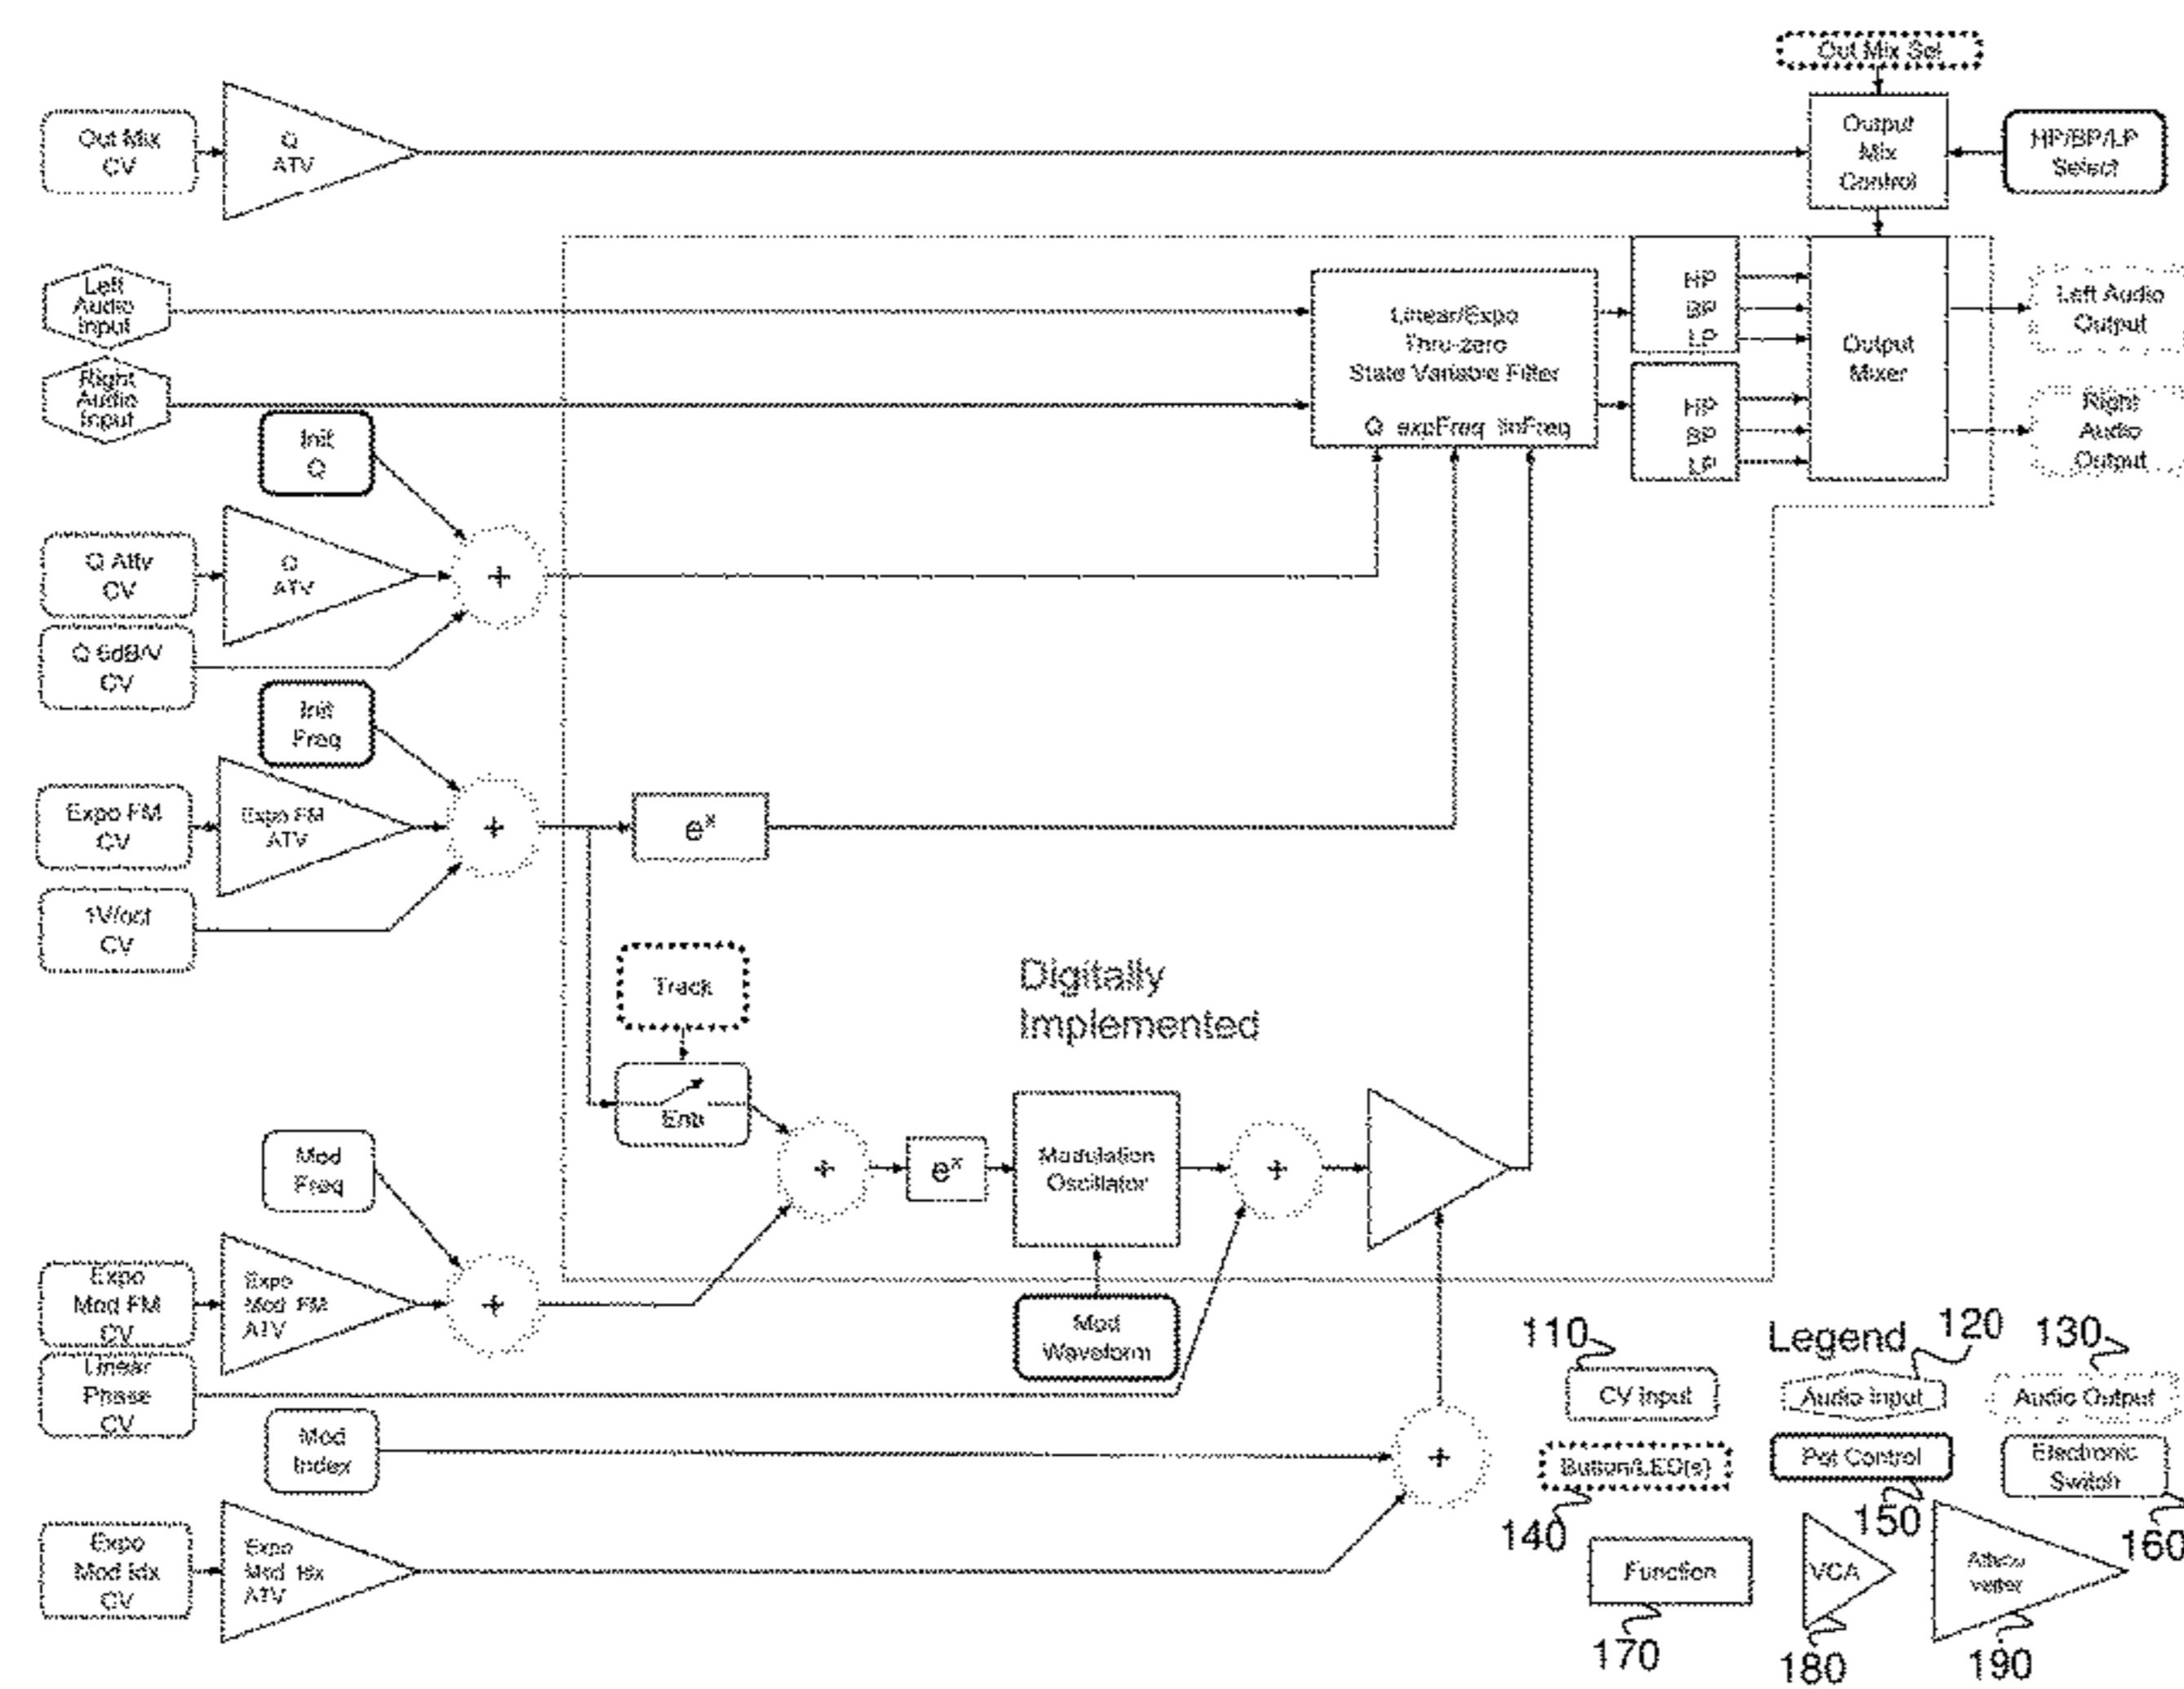 Out Mix Sel
Out Mix
CV
Q
ATV
Output
Mix
Control
HP/BP/LP
Select
Left
Audio
Input
Right
Audio
Input
Linear/Expo
Thru-zero
State Variable Filter
Q expFreq linFreq
HP
BP
LP
HP
BP
LP
Output
Mixer
Left Audio
Output
Right
Audio
Output
Init
Q
Q Attv
CV
Q
ATV
+
Q 6dB/V
CV
Init
Freq
Expo FM
CV
Expo FM
ATV
+
e^x
1V/oct
CV
Track
Digitally
Implemented
Enb
Mod
Freq
+
e^x
Modulation
Oscillator
+
Expo
Mod FM
CV
Expo
Mod FM
ATV
+
Mod
Waveform
Linear
Phase
CV
Mod
Index
+
Expo
Mod Idx
CV
Expo
Mod Idx
ATV
Legend
110
120
130
CV Input
Audio Input
Audio Output
Button/LED(s)
Pot Control
Electronic
Switch
140
150
160
Function
VCA
Attenu
verter
170
180
190